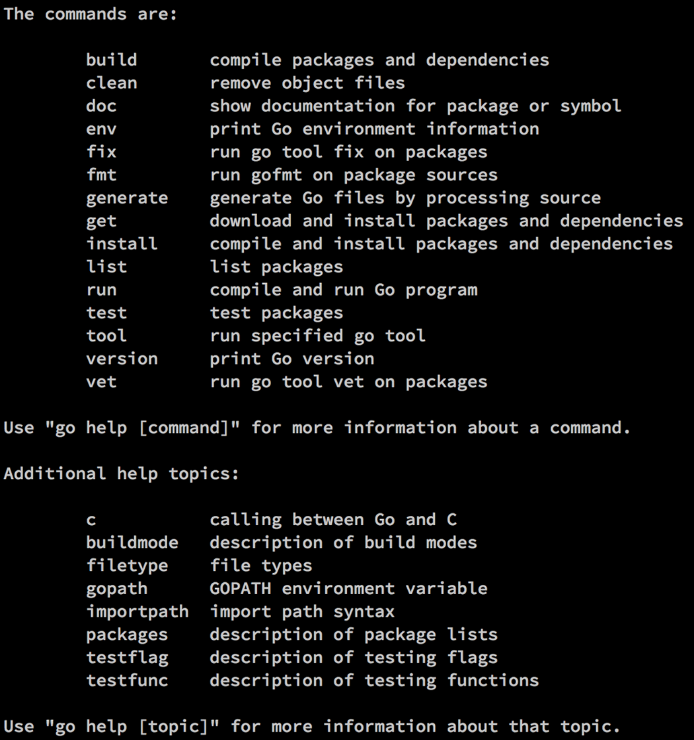 The commands are:
build compile packages and dependencies
clean remove object files
doc show documentation for package or symbol
env print Go environment information
fix run go tool fix on packages
fmt run gofmt on package sources
generate generate Go files by processing source
get download and install packages and dependencies
install compile and install packages and dependencies
list list packages
run compile and run Go program
test test packages
tool run specified go tool
version print Go version
vet run go tool vet on packages
Use "go help [command]" for more information about a command.
Additional help topics:
c calling between Go and C
buildmode description of build modes
filetype file types
gopath GOPATH environment variable
importpath import path syntax
packages description of package lists
testflag description of testing flags
testfunc description of testing functions
Use "go help [topic]" for more information about that topic.